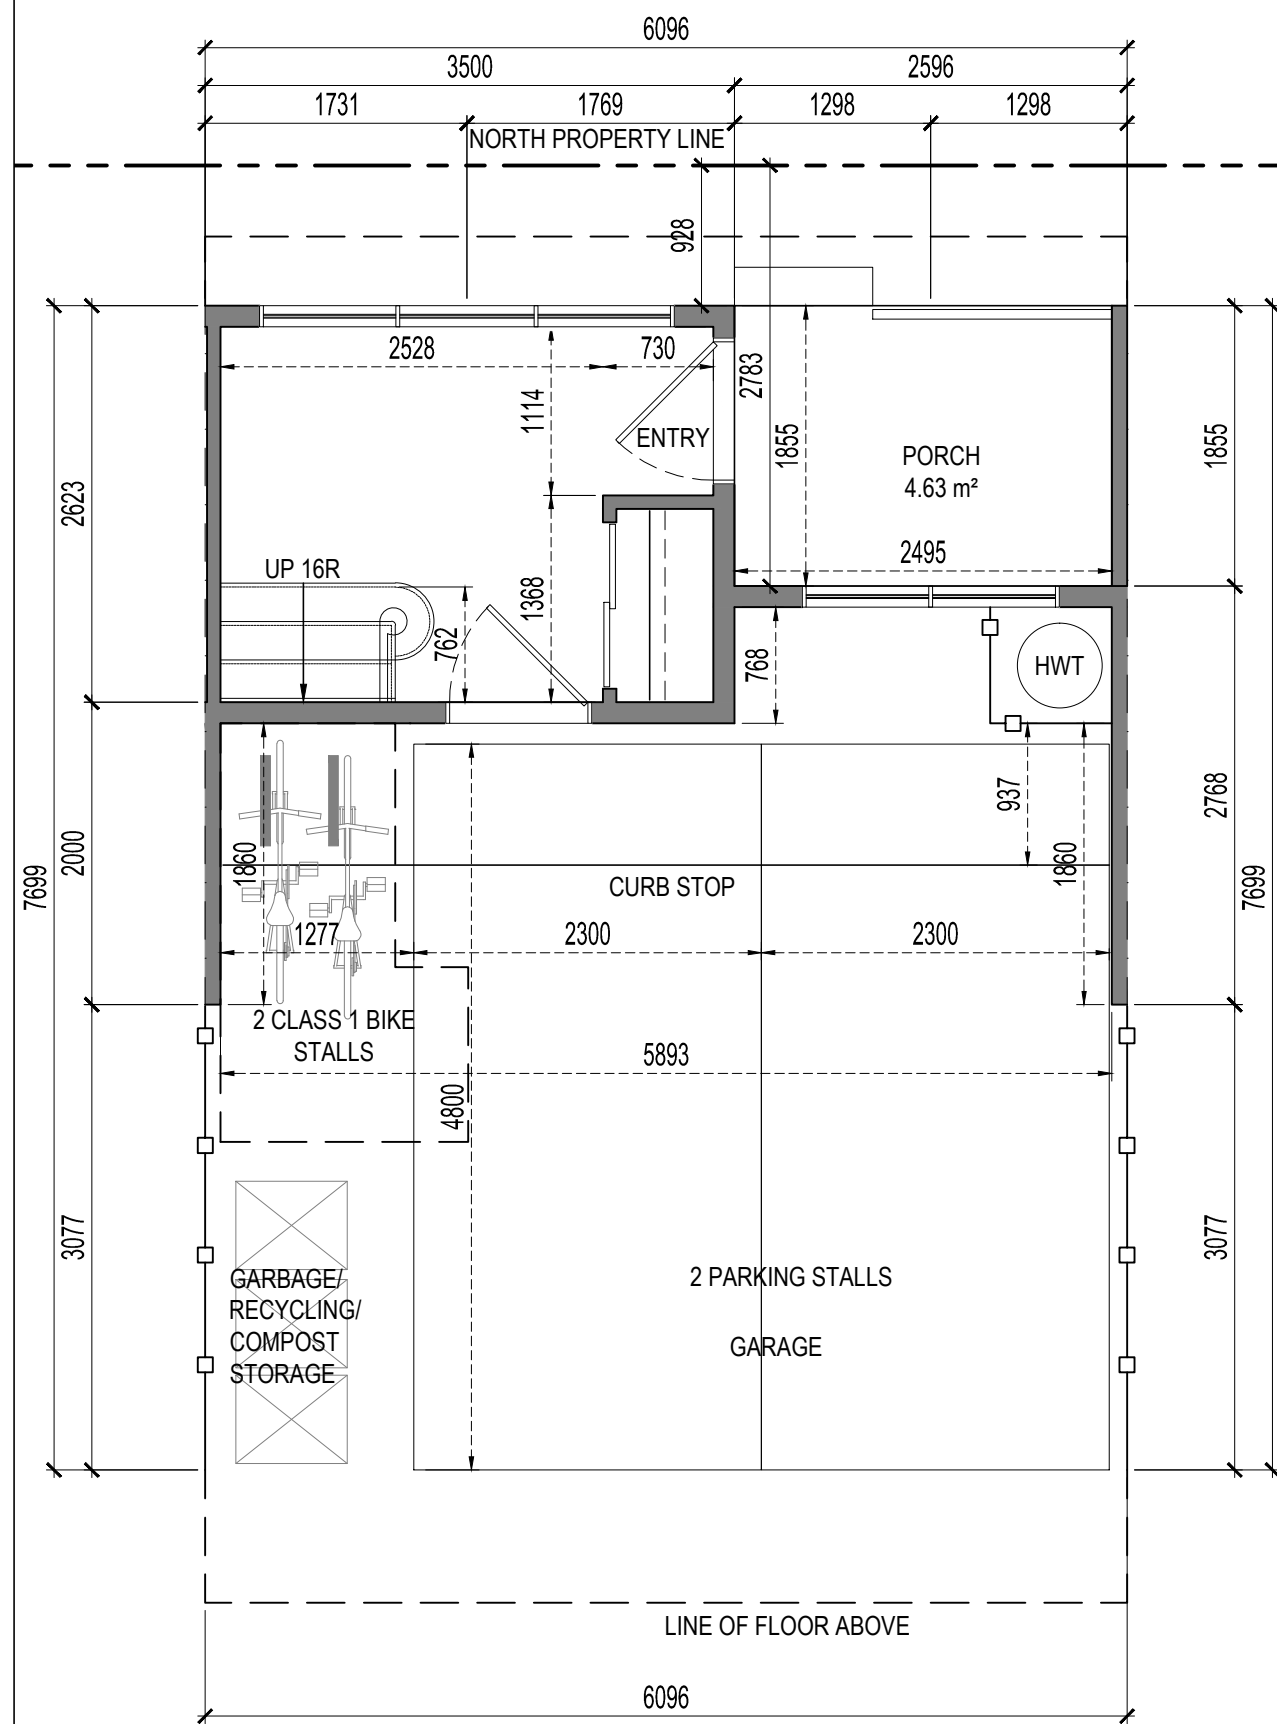 6096
3500
2596
1731
1769
1298
1298
NORTH PROPERTY LINE
928
2528
730
2783
1114
1855
1855
ENTRY
PORCH
4.63 m²
2623
2495
UP 16R
1368
762
768
HWT
937
2768
2000
1860
1860
7699
7699
CURB STOP
1277
2300
2300
2 CLASS 1 BIKE
STALLS
5893
4800
3077
3077
GARBAGE/
RECYCLING/
COMPOST
STORAGE
2 PARKING STALLS
GARAGE
LINE OF FLOOR ABOVE
6096